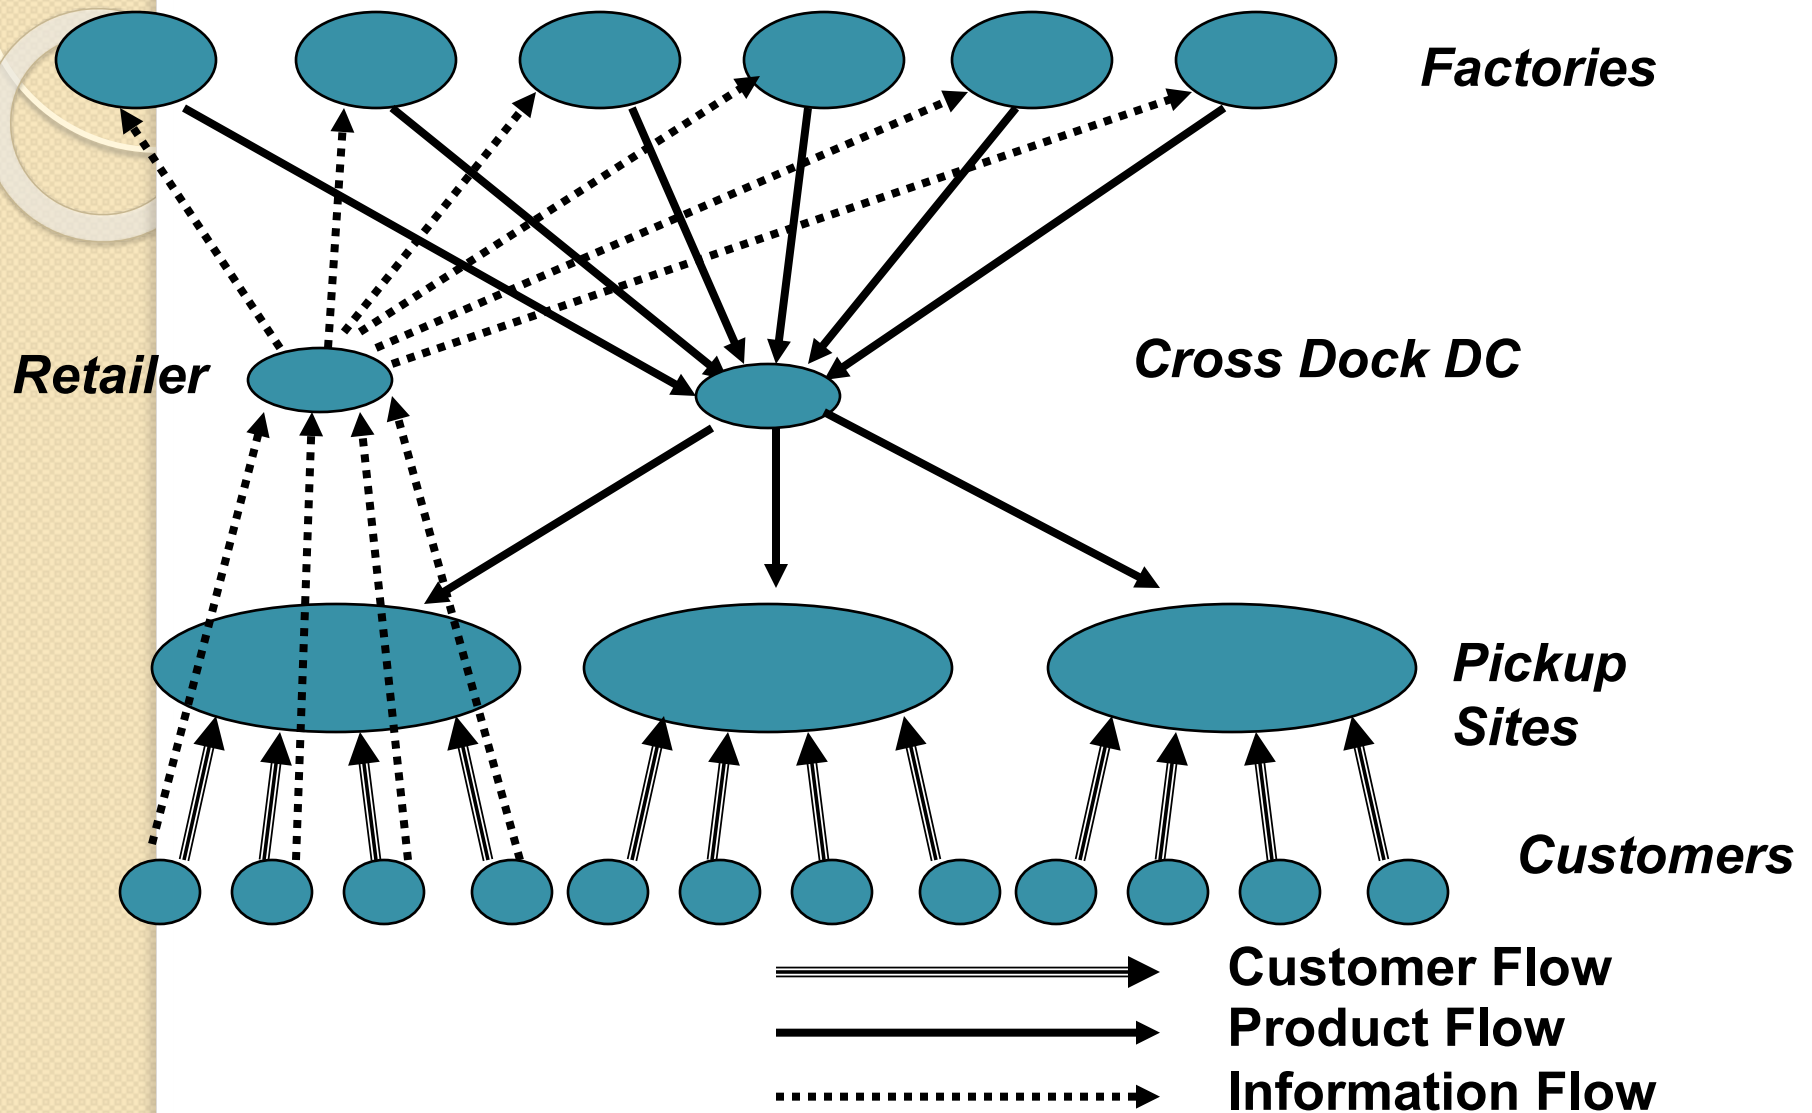 Factories
Retailer
Cross Dock DC
Pickup
Sites
Customers
Customer Flow
Product Flow
Information Flow